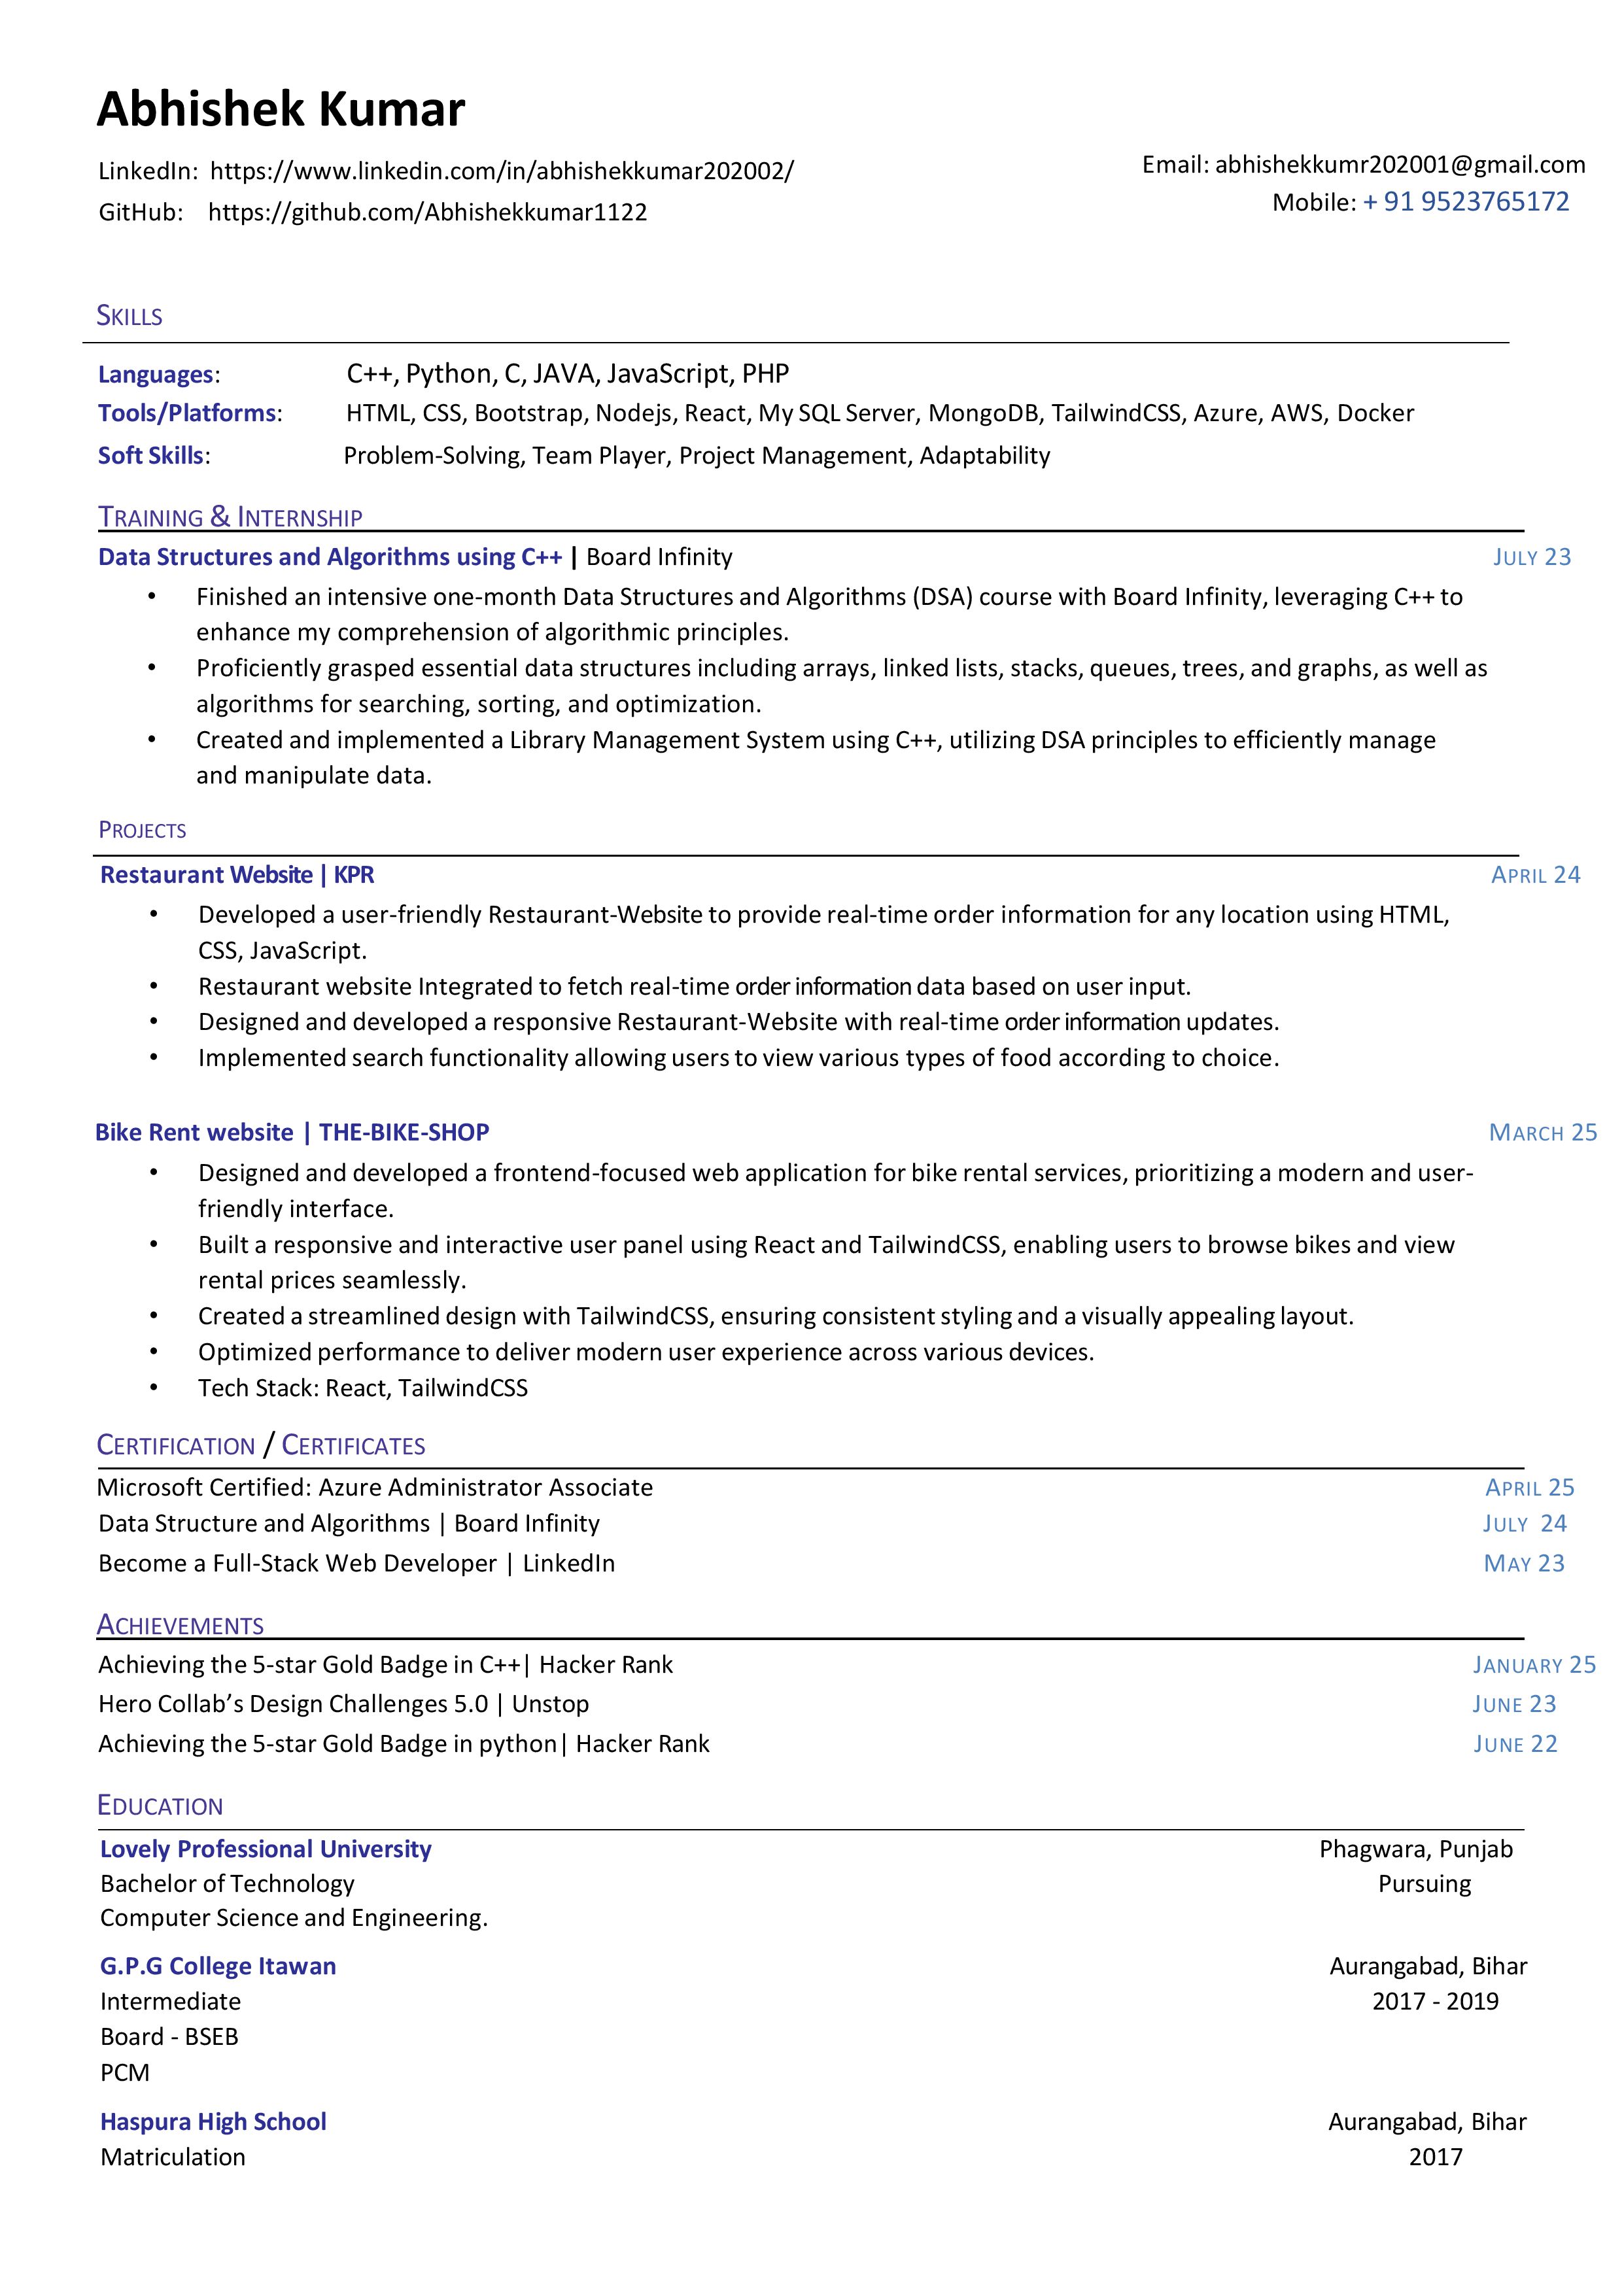 Abhishek Kumar
LinkedIn: https://www.linkedin.com/in/abhishekkumar202002/
Email: abhishekkumr202001@gmail.com
GitHub: https://github.com/Abhishekkumar1122
Mobile: + 91 9523765172
SKILLS
Languages: C++, Python, C, JAVA, JavaScript, PHP
Tools/Platforms: HTML, CSS, Bootstrap, Nodejs, React, My SQL Server, MongoDB, TailwindCSS, Azure, AWS, Docker
Soft Skills: Problem-Solving, Team Player, Project Management, Adaptability
TRAINING & INTERNSHIP
Data Structures and Algorithms using C++ | Board Infinity JULY 23
• Finished an intensive one-month Data Structures and Algorithms (DSA) course with Board Infinity, leveraging C++ to
enhance my comprehension of algorithmic principles.
• Proficiently grasped essential data structures including arrays, linked lists, stacks, queues, trees, and graphs, as well as
algorithms for searching, sorting, and optimization.
• Created and implemented a Library Management System using C++, utilizing DSA principles to efficiently manage
and manipulate data.
PROJECTS
Restaurant Website | KPR APRIL 24
• Developed a user-friendly Restaurant-Website to provide real-time order information for any location using HTML,
CSS, JavaScript.
• Restaurant website Integrated to fetch real-time order information data based on user input.
• Designed and developed a responsive Restaurant-Website with real-time order information updates.
• Implemented search functionality allowing users to view various types of food according to choice.
Bike Rent website | THE-BIKE-SHOP MARCH 25
• Designed and developed a frontend-focused web application for bike rental services, prioritizing a modern and user-
friendly interface.
• Built a responsive and interactive user panel using React and TailwindCSS, enabling users to browse bikes and view
rental prices seamlessly.
• Created a streamlined design with TailwindCSS, ensuring consistent styling and a visually appealing layout.
• Optimized performance to deliver modern user experience across various devices.
• Tech Stack: React, TailwindCSS
CERTIFICATION / CERTIFICATES
Microsoft Certified: Azure Administrator Associate APRIL 25
Data Structure and Algorithms | Board Infinity JULY 24
Become a Full-Stack Web Developer | LinkedIn MAY 23
ACHIEVEMENTS
Achieving the 5-star Gold Badge in C++| Hacker Rank JANUARY 25
Hero Collab’s Design Challenges 5.0 | Unstop JUNE 23
Achieving the 5-star Gold Badge in python| Hacker Rank JUNE 22
EDUCATION
Lovely Professional University Phagwara, Punjab
Bachelor of Technology Pursuing
Computer Science and Engineering.
G.P.G College Itawan Aurangabad, Bihar
Intermediate 2017 - 2019
Board - BSEB
PCM
Haspura High School Aurangabad, Bihar
Matriculation 2017